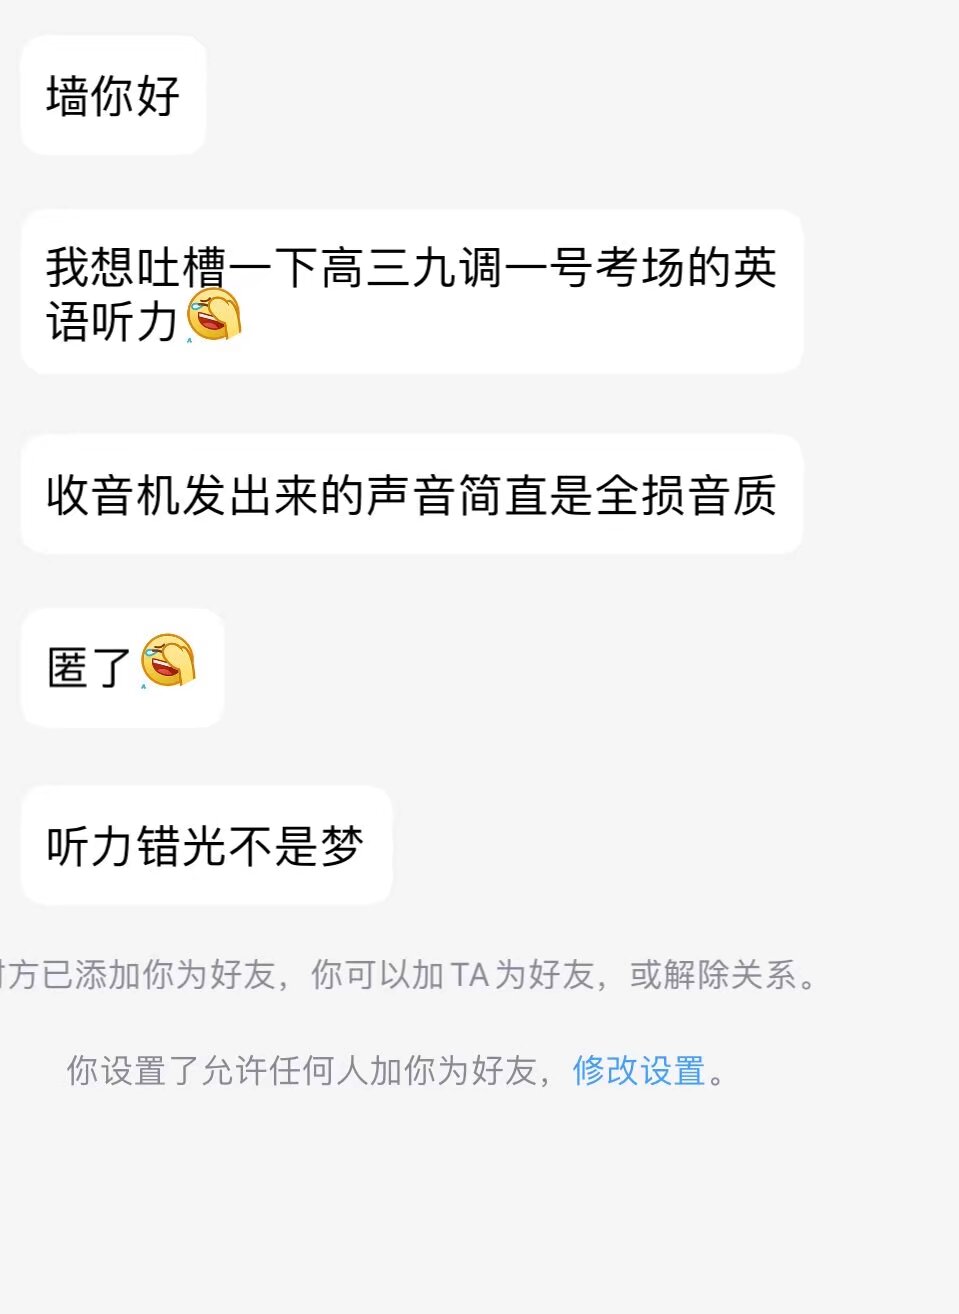 墙你好
我想吐槽一下高三九调一号考场的英
语听力
收音机发出来的声音简直是全损音质
匿了
听力错光不是梦
对方已添加你为好友，你可以加TA为好友，或解除关系。
你设置了允许任何人加你为好友，修改设置。